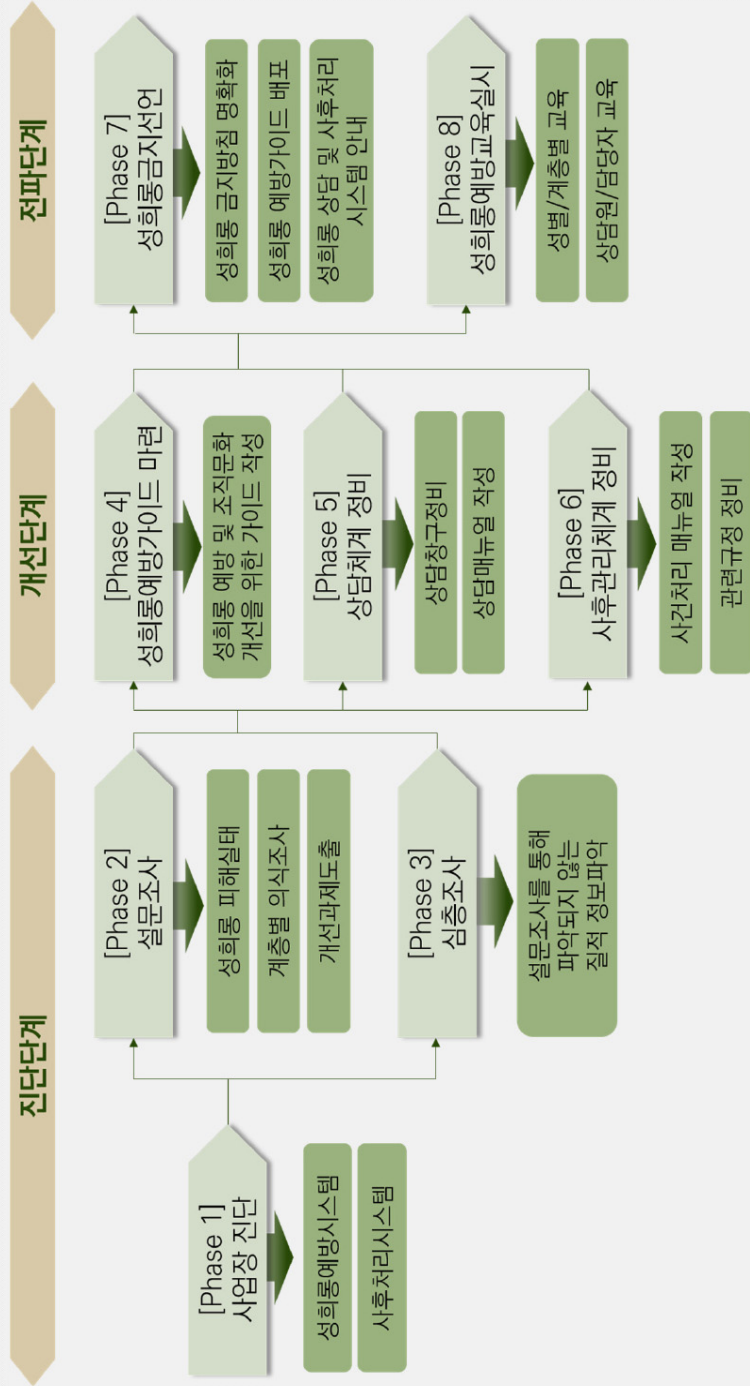 진단단계
개선단계
전파단계
[Phase 1]
사업장 진단
성희롱예방시스템
사후처리시스템
[Phase 2]
설문조사
성희롱 피해실태
계층별 의식조사
개선과제도출
[Phase 3]
심층조사
설문조사를 통해
파악되지 않는
질적 정보파악
[Phase 4]
성희롱예방가이드 마련
성희롱 예방 및 조직문화
개선을 위한 가이드 작성
[Phase 5]
상담체계 정비
상담창구정비
상담매뉴얼 작성
[Phase 6]
사후관리체계 정비
사건처리 매뉴얼 작성
관련규정 정비
[Phase 7]
성희롱금지선언
성희롱 금지방침 명확화
성희롱 예방가이드 배포
성희롱 상담 및 사후처리
시스템 안내
[Phase 8]
성희롱예방교육실시
성별/계층별 교육
상담원/담당자 교육